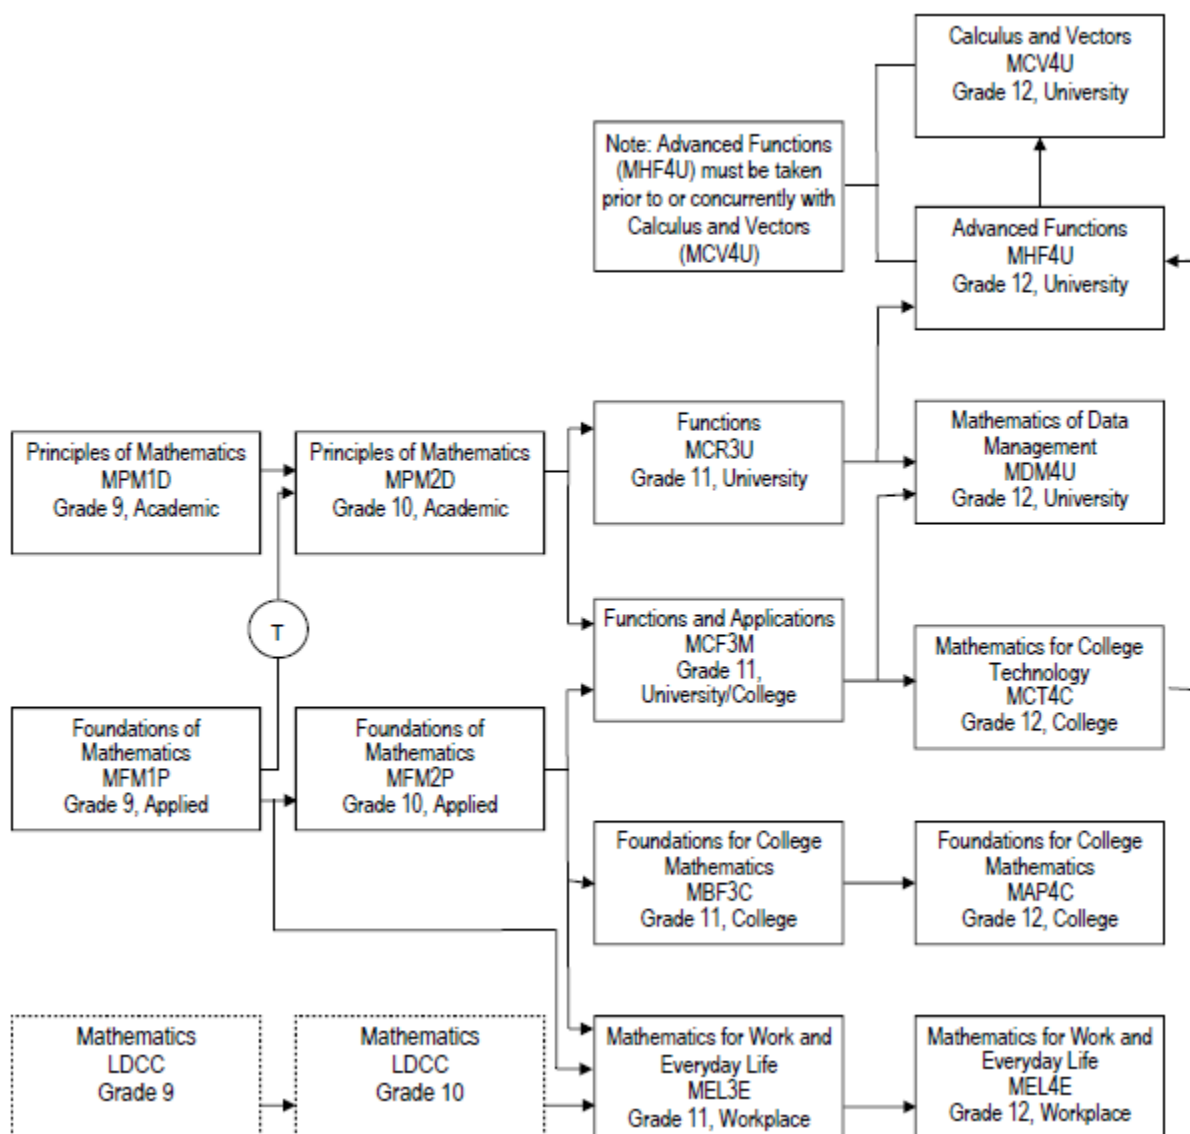 Calculus and Vectors
MCV4U
Grade 12, University
Note: Advanced Functions
(MHF4U) must be taken
prior to or concurrently with
Calculus and Vectors
(MCV4U)
Advanced Functions
MHF4U
Grade 12, University
Principles of Mathematics
MPM1D
Grade 9, Academic
Principles of Mathematics
MPM2D
Grade 10, Academic
Functions
MCR3U
Grade 11, University
Mathematics of Data
Management
MDM4U
Grade 12, University
T
Functions and Applications
MCF3M
Grade 11,
University/College
Mathematics for College
Technology
MCT4C
Grade 12, College
Foundations of
Mathematics
MFM1P
Grade 9, Applied
Foundations of
Mathematics
MFM2P
Grade 10, Applied
Foundations for College
Mathematics
MBF3C
Grade 11, College
Foundations for College
Mathematics
MAP4C
Grade 12, College
Mathematics
LDCC
Grade 9
Mathematics
LDCC
Grade 10
Mathematics for Work and
Everyday Life
MEL3E
Grade 11, Workplace
Mathematics for Work and
Everyday Life
MEL4E
Grade 12, Workplace